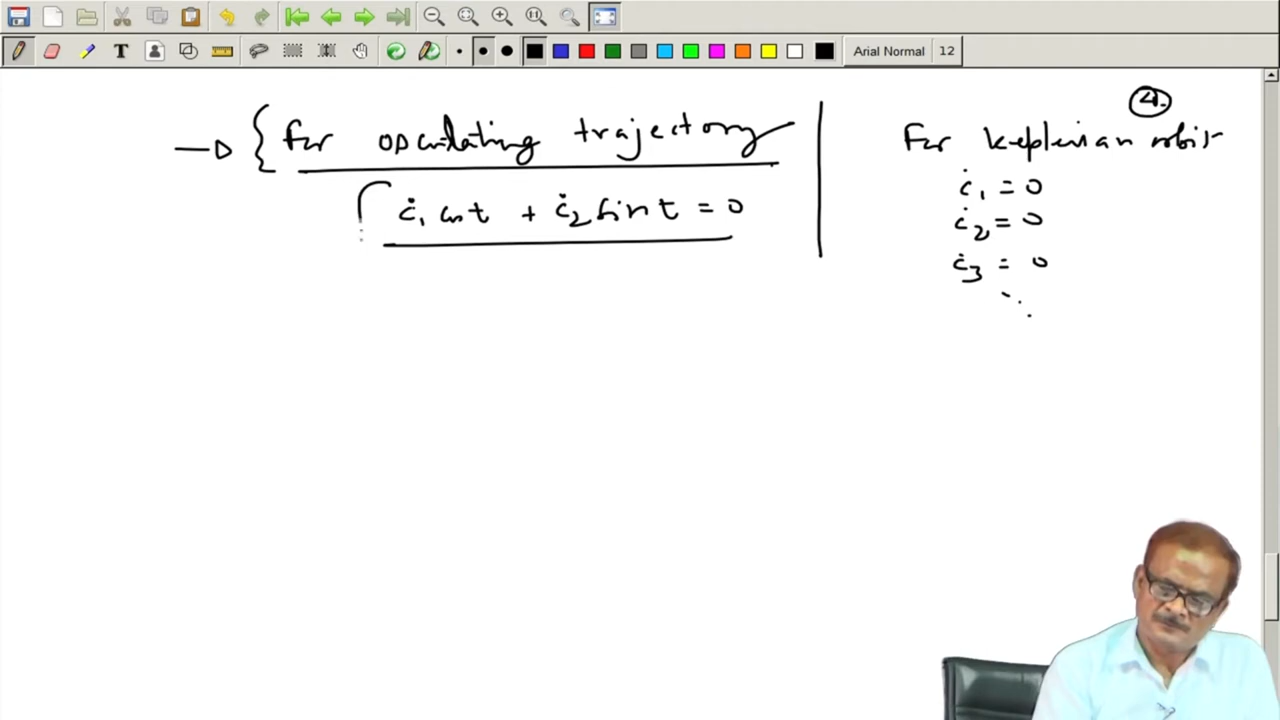 Arial Normal 12
4.
For osculating trajectory
ċ₁ cos t + ċ₂ sin t = 0
For keplerian orbit
ċ₁ = 0
ċ₂ = 0
ċ₃ = 0